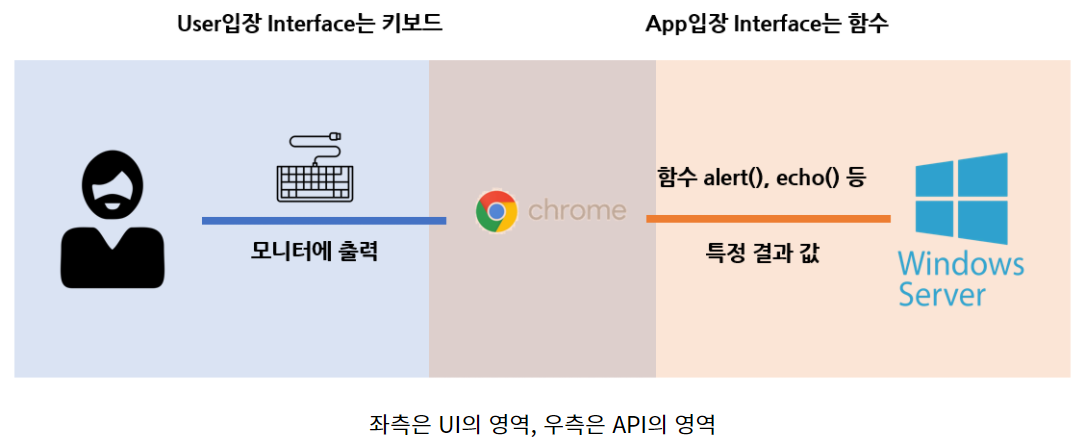 User입장 Interface는 키보드
App입장 Interface는 함수
모니터에 출력
chrome
함수 alert(), echo() 등
특정 결과 값
Windows
Server
좌측은 UI의 영역, 우측은 API의 영역